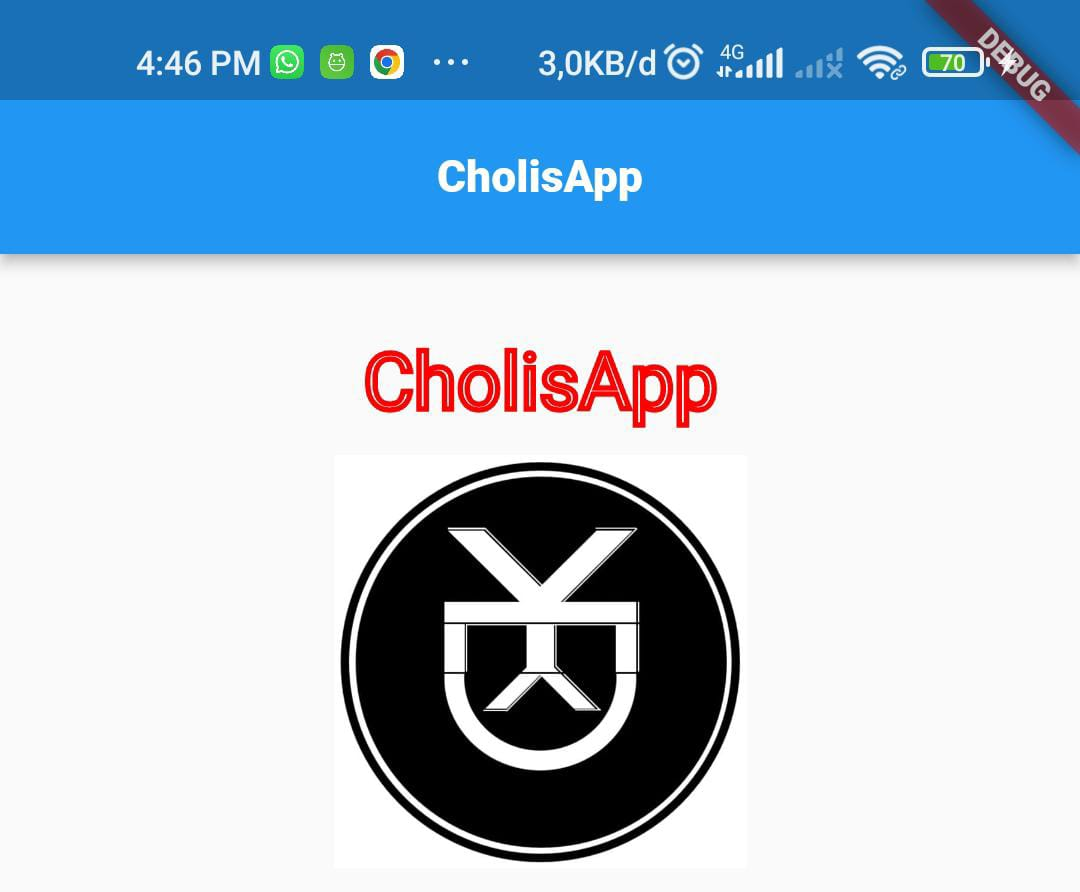 4:46 PM ... 3,0KB/d 4G 70
DEBUG
CholisApp
CholisApp